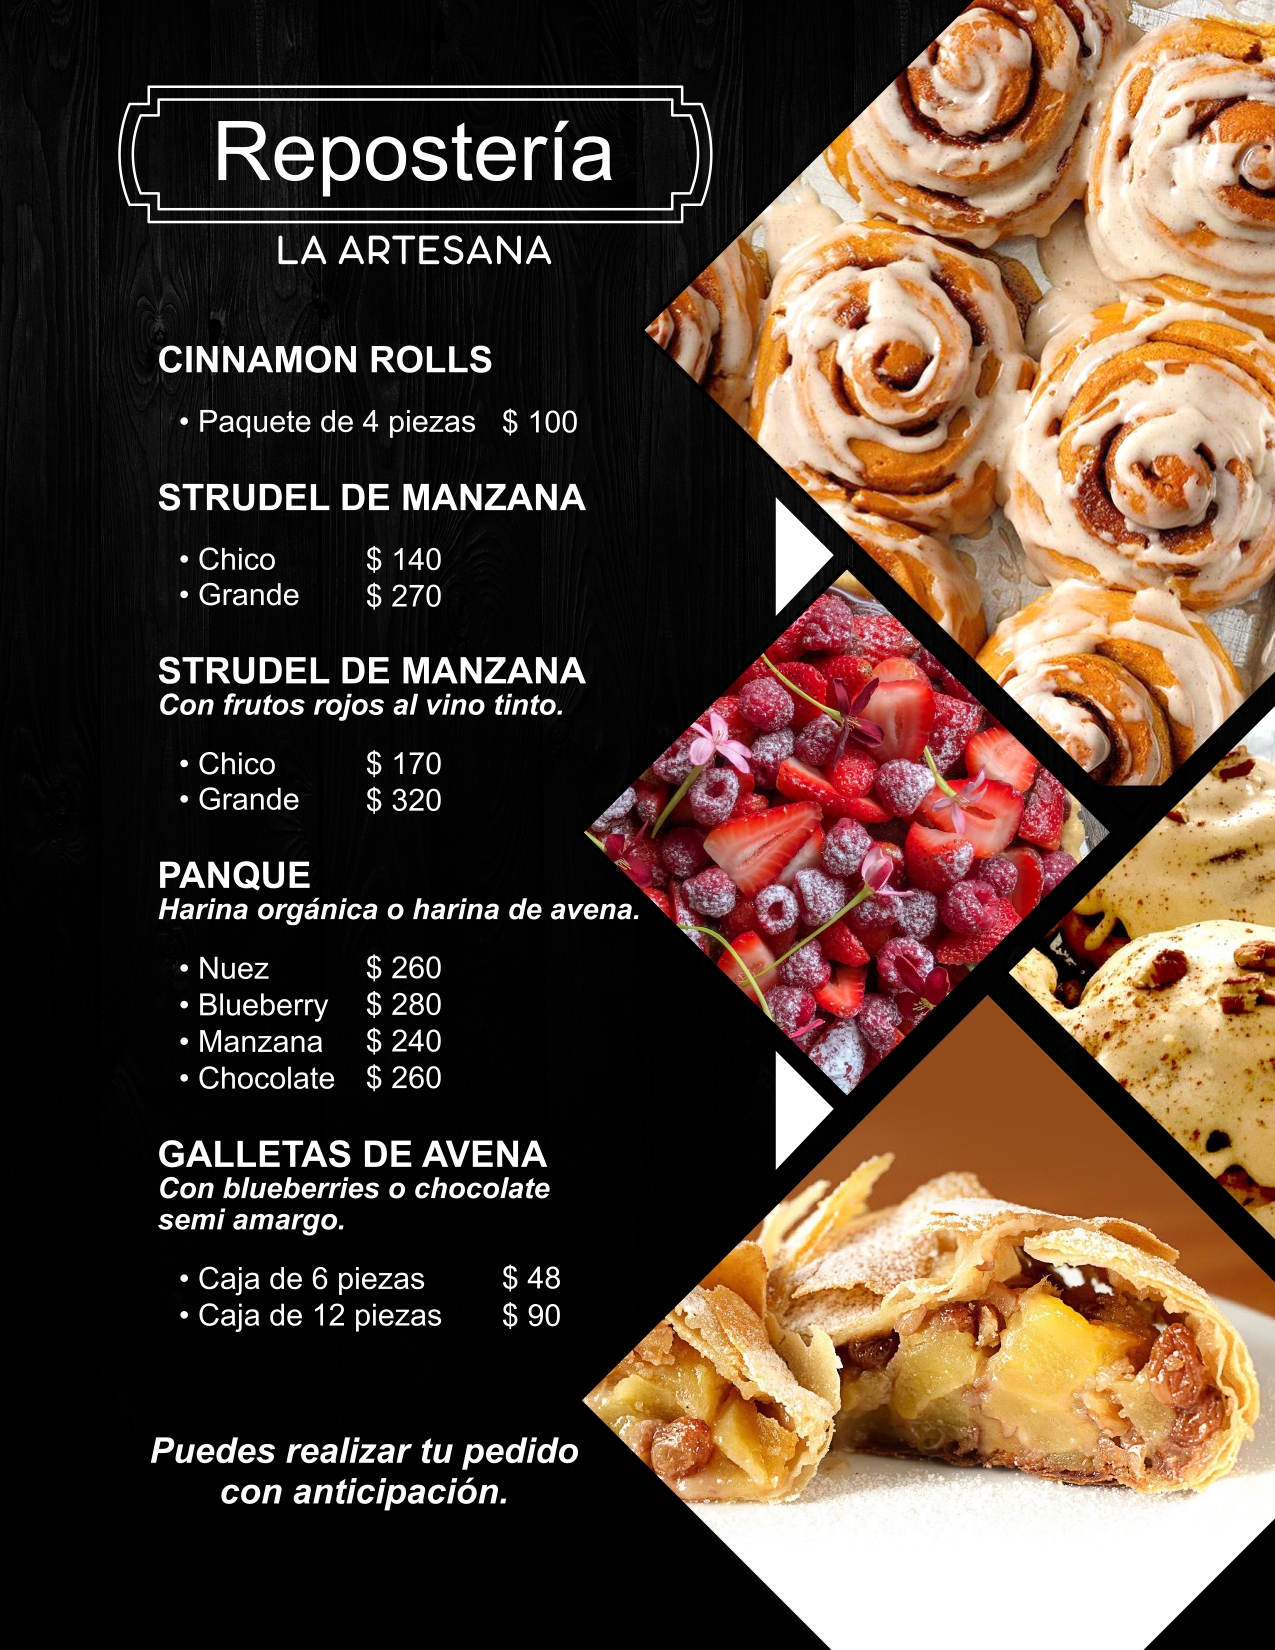 Repostería
LA ARTESANA
CINNAMON ROLLS
• Paquete de 4 piezas $ 100
STRUDEL DE MANZANA
• Chico $ 140
• Grande $ 270
STRUDEL DE MANZANA
Con frutos rojos al vino tinto.
• Chico $ 170
• Grande $ 320
PANQUE
Harina orgánica o harina de avena.
• Nuez $ 260
• Blueberry $ 280
• Manzana $ 240
• Chocolate $ 260
GALLETAS DE AVENA
Con blueberries o chocolate
semi amargo.
• Caja de 6 piezas $ 48
• Caja de 12 piezas $ 90
Puedes realizar tu pedido
con anticipación.